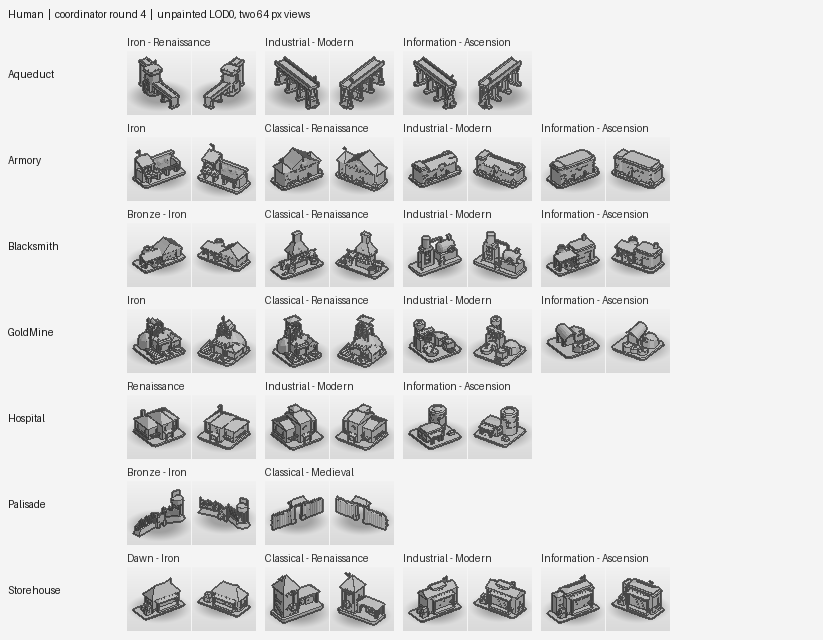 Human | coordinator round 4 | unpainted LOD0, two 64 px views
Iron - Renaissance Industrial - Modern Information - Ascension
Aqueduct
Iron Classical - Renaissance Industrial - Modern Information - Ascension
Armory
Bronze - Iron Classical - Renaissance Industrial - Modern Information - Ascension
Blacksmith
Iron Classical - Renaissance Industrial - Modern Information - Ascension
GoldMine
Renaissance Industrial - Modern Information - Ascension
Hospital
Bronze - Iron Classical - Medieval
Palisade
Dawn - Iron Classical - Renaissance Industrial - Modern Information - Ascension
Storehouse